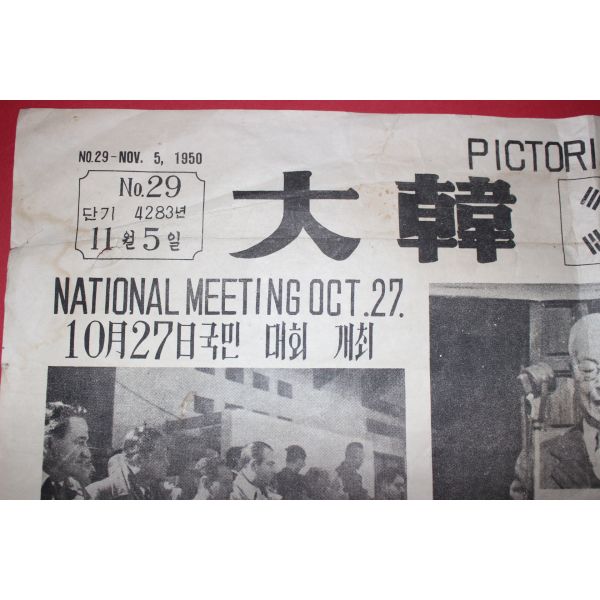 NO.29-NOV. 5, 1950
PICTORI
No.29
단기 4283년
11월5일
大韓
NATIONAL MEETING OCT.27.
10月27日국민 대회 개최